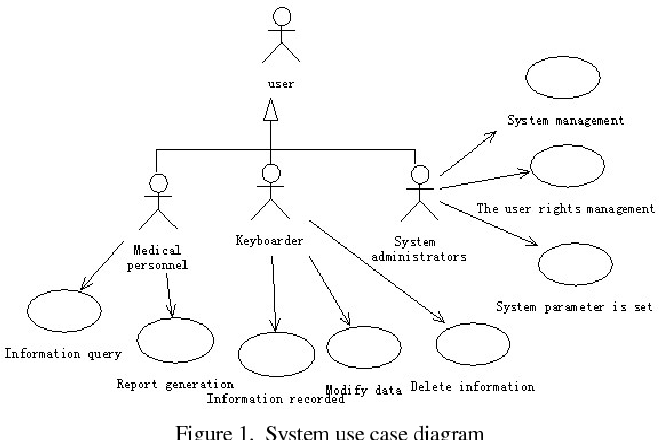 user
System management
The user rights management
Keyboarder
System
administrators
Medical
personnel
System parameter is set
Information query
Report generation
Information recorded
Modify data
Delete information
Figure 1. System use case diagram